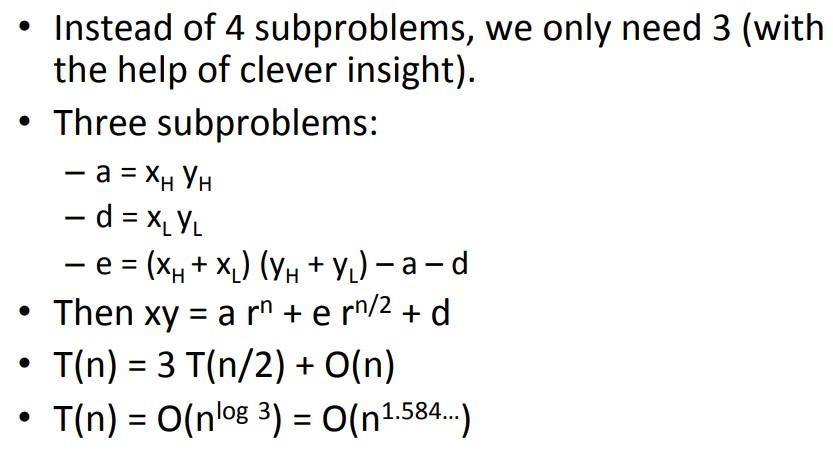 • Instead of 4 subproblems, we only need 3 (with
the help of clever insight).
• Three subproblems:
– a = x_H y_H
– d = x_L y_L
– e = (x_H + x_L) (y_H + y_L) – a – d
• Then xy = a r^n + e r^{n/2} + d
• T(n) = 3 T(n/2) + O(n)
• T(n) = O(n^{log 3}) = O(n^{1.584...})